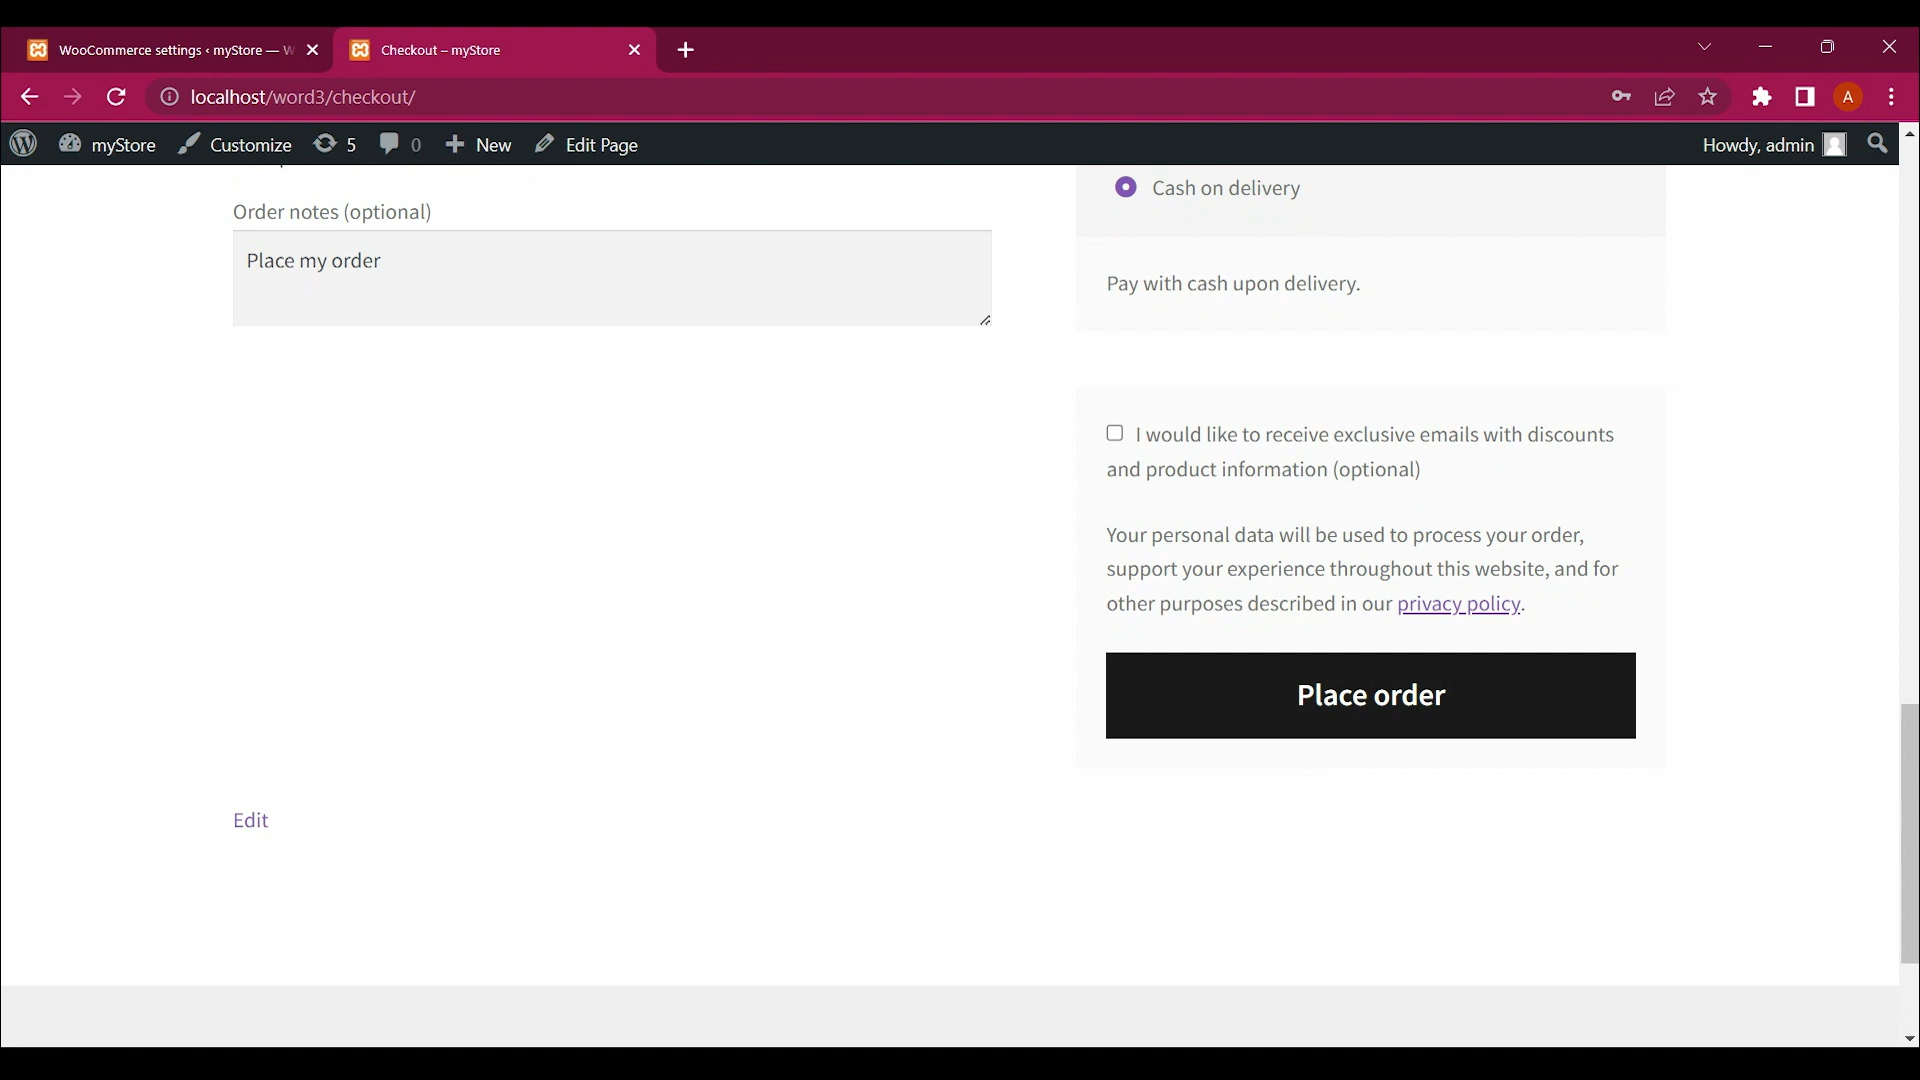 WooCommerce settings ‹ myStore — W
Checkout – myStore
localhost/word3/checkout/
A
myStore
Customize
5
0
New
Edit Page
Howdy, admin
Cash on delivery
Order notes (optional)
Place my order
Pay with cash upon delivery.
I would like to receive exclusive emails with discounts
and product information (optional)
Your personal data will be used to process your order,
support your experience throughout this website, and for
other purposes described in our privacy policy.
Place order
Edit